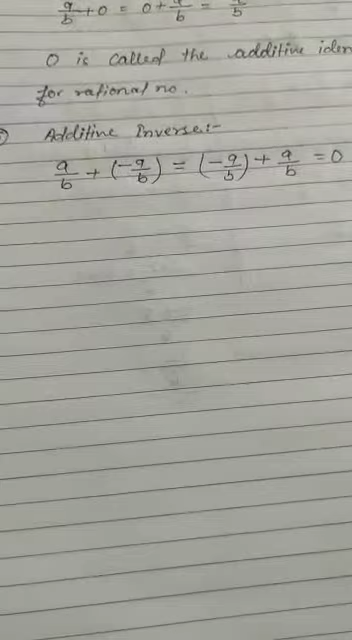 a/b + 0 = 0 + a/b = a/b
0 is called the additive iden
for rational no.
Additive Inverse:-
a/b + (-a/b) = (-a/b) + a/b = 0